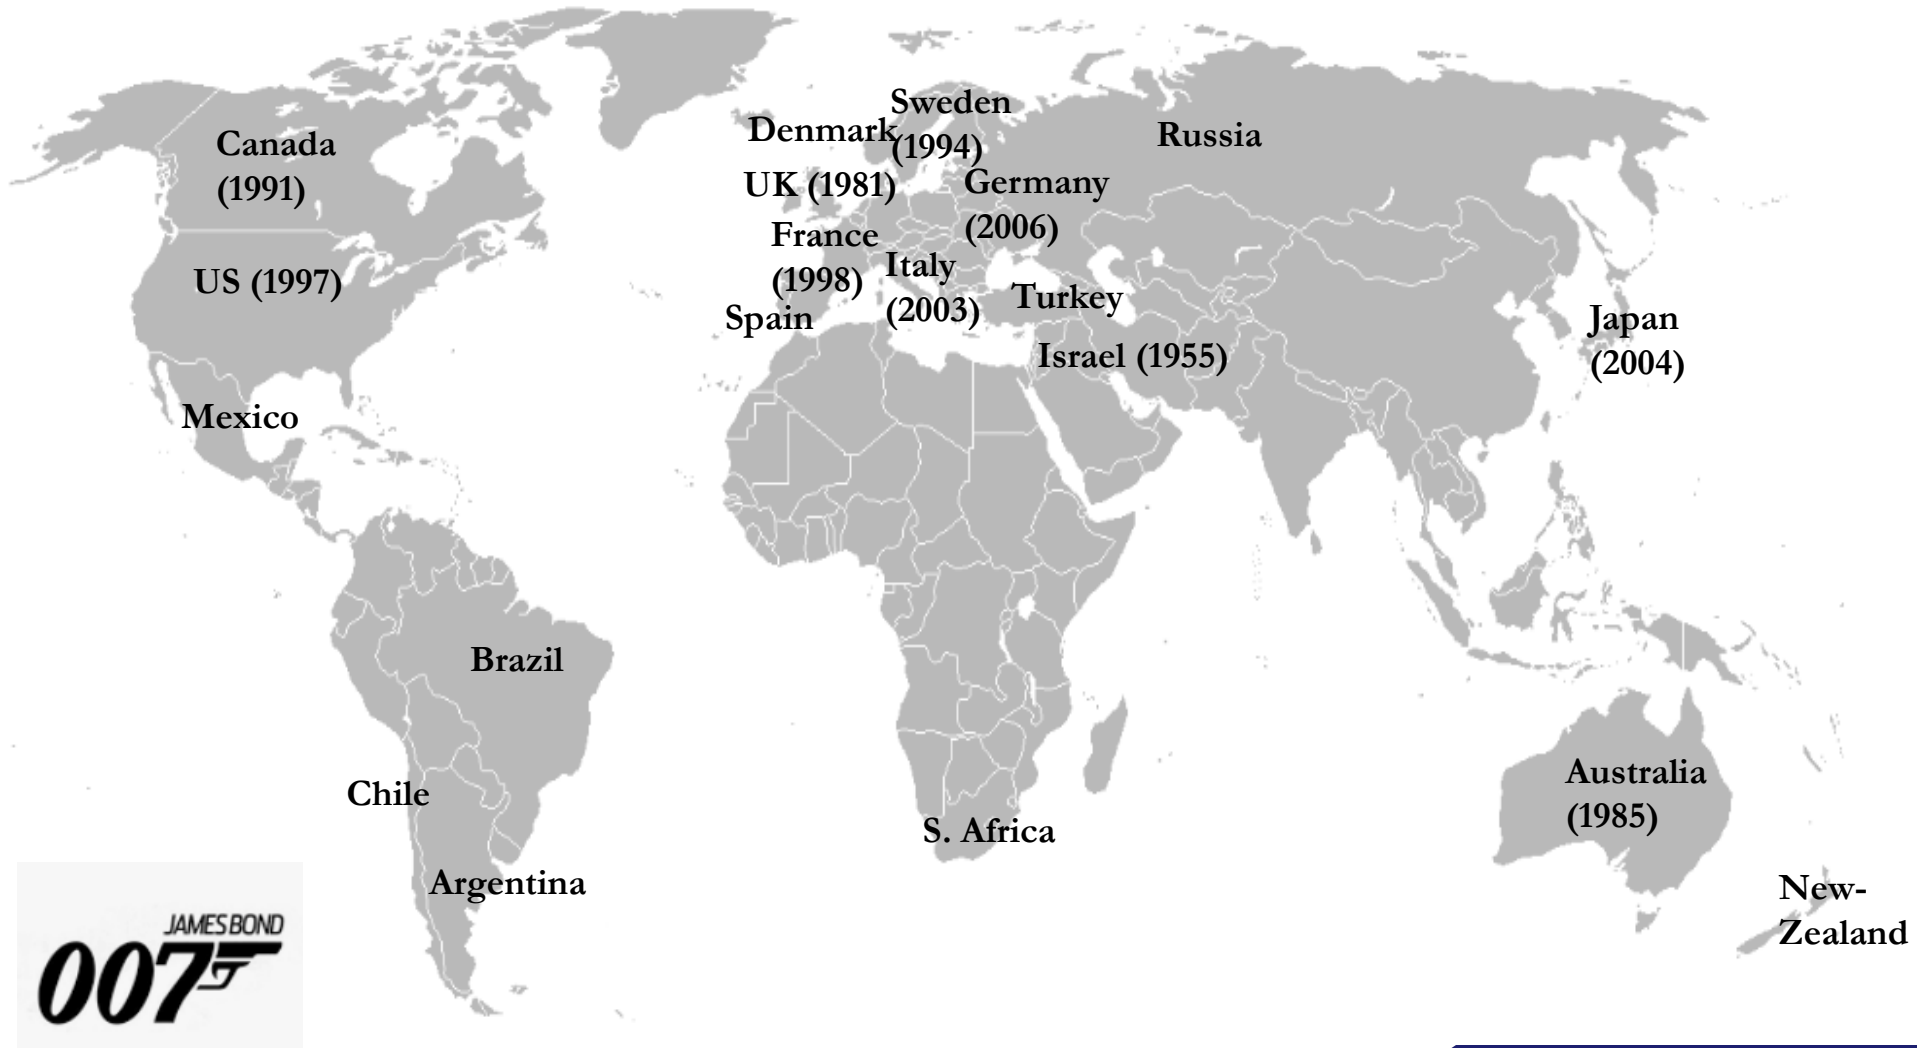 Sweden
(1994)
Denmark
Russia
Canada
(1991)
UK (1981)
Germany
(2006)
France
(1998)
Italy
(2003)
US (1997)
Turkey
Spain
Japan
(2004)
Israel (1955)
Mexico
Brazil
Australia
(1985)
Chile
S. Africa
Argentina
New-
Zealand
JAMES BOND
007